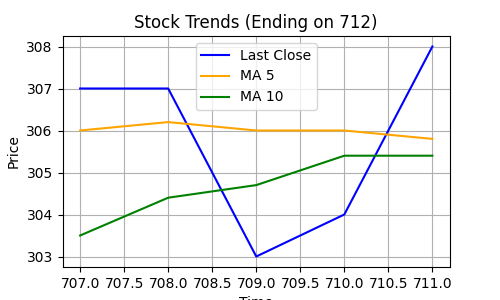 Stock Trends (Ending on 712)
Last Close
MA 5
MA 10
308
307
306
305
304
303
Price
707.0 707.5 708.0 708.5 709.0 709.5 710.0 710.5 711.0
Time